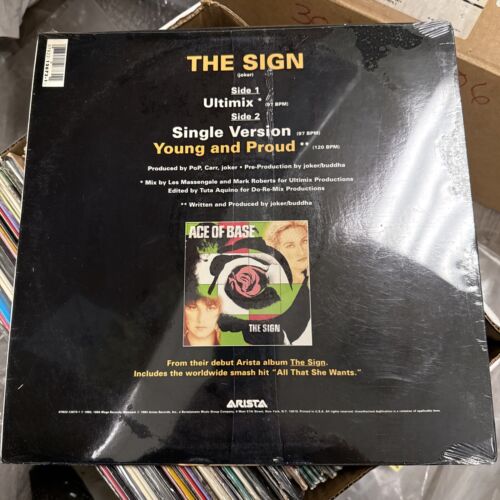 THE SIGN
(joker)
Side 1
Ultimix * (97 BPM)
Side 2
Single Version (97 BPM)
Young and Proud ** (120 BPM)
Produced by PoP, Carr, joker • Pre-Production by joker/buddha
* Mix by Les Massengale and Mark Roberts for Ultimix Productions
Edited by Tuta Aquino for Do-Re-Mix Productions
** Written and Produced by joker/buddha
ACE OF BASE
THE SIGN
From their debut Arista album The Sign.
Includes the worldwide smash hit "All That She Wants."
ARISTA